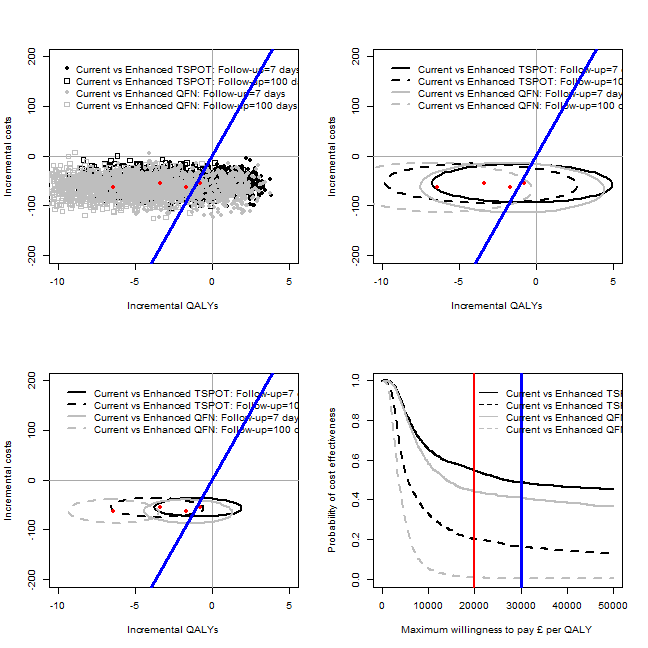 200
100
0
-100
-200
Incremental costs
Current vs Enhanced TSPOT: Follow-up=7 days
Current vs Enhanced TSPOT: Follow-up=100 days
Current vs Enhanced QFN: Follow-up=7 days
Current vs Enhanced QFN: Follow-up=100 days
-10
-5
0
5
Incremental QALYs
200
100
0
-100
-200
Incremental costs
Current vs Enhanced TSPOT: Follow-up=7
Current vs Enhanced TSPOT: Follow-up=10
Current vs Enhanced QFN: Follow-up=7 da
Current vs Enhanced QFN: Follow-up=100 d
-10
-5
0
5
Incremental QALYs
200
100
0
-100
-200
Incremental costs
Current vs Enhanced TSPOT: Follow-up=7
Current vs Enhanced TSPOT: Follow-up=10
Current vs Enhanced QFN: Follow-up=7 day
Current vs Enhanced QFN: Follow-up=100 d
-10
-5
0
5
Incremental QALYs
1.0
0.8
0.6
0.4
0.2
0.0
Probability of cost effectiveness
Current vs Enhanced TSP
Current vs Enhanced TSP
Current vs Enhanced QFN
Current vs Enhanced QFN
0
10000
20000
30000
40000
50000
Maximum willingness to pay £ per QALY